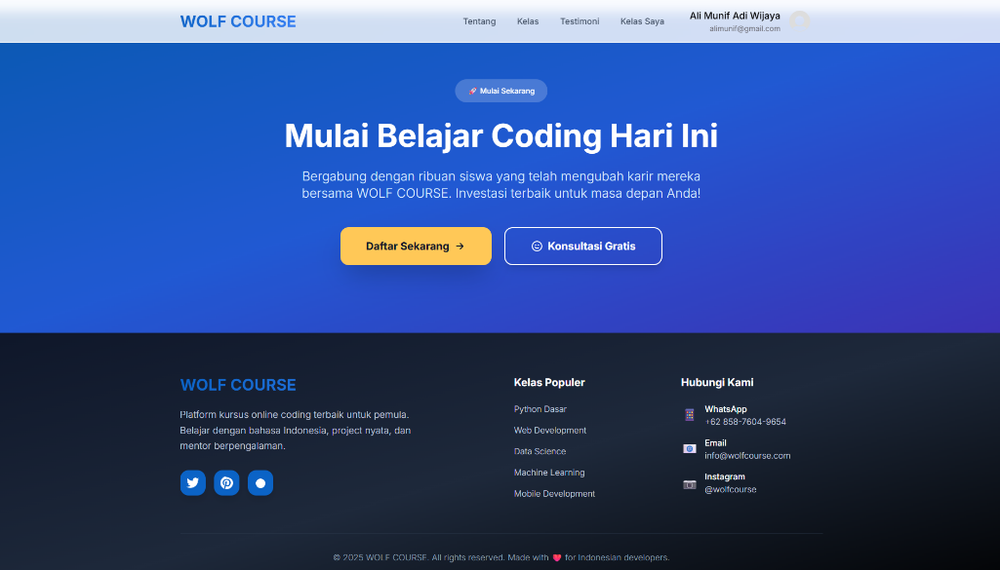 WOLF COURSE
Tentang
Kelas
Testimoni
Kelas Saya
Ali Munif Adi Wijaya
alimunif@gmail.com
🚀 Mulai Sekarang
Mulai Belajar Coding Hari Ini
Bergabung dengan ribuan siswa yang telah mengubah karir mereka
bersama WOLF COURSE. Investasi terbaik untuk masa depan Anda!
Daftar Sekarang →
Konsultasi Gratis
WOLF COURSE
Platform kursus online coding terbaik untuk pemula.
Belajar dengan bahasa Indonesia, project nyata, dan
mentor berpengalaman.
Kelas Populer
Python Dasar
Web Development
Data Science
Machine Learning
Mobile Development
Hubungi Kami
WhatsApp
+62 858-7604-9654
Email
info@wolfcourse.com
Instagram
@wolfcourse
© 2025 WOLF COURSE. All rights reserved. Made with ❤️ for Indonesian developers.